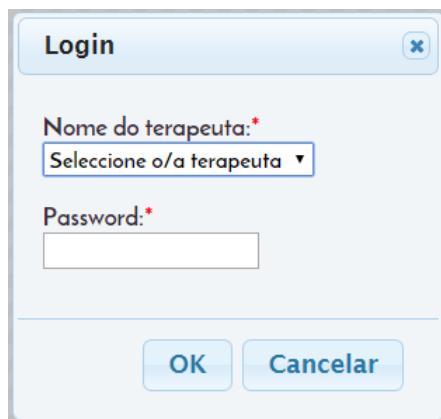 Login
Nome do terapeuta:*
Seleccione o/a terapeuta
Password:*
OK Cancelar